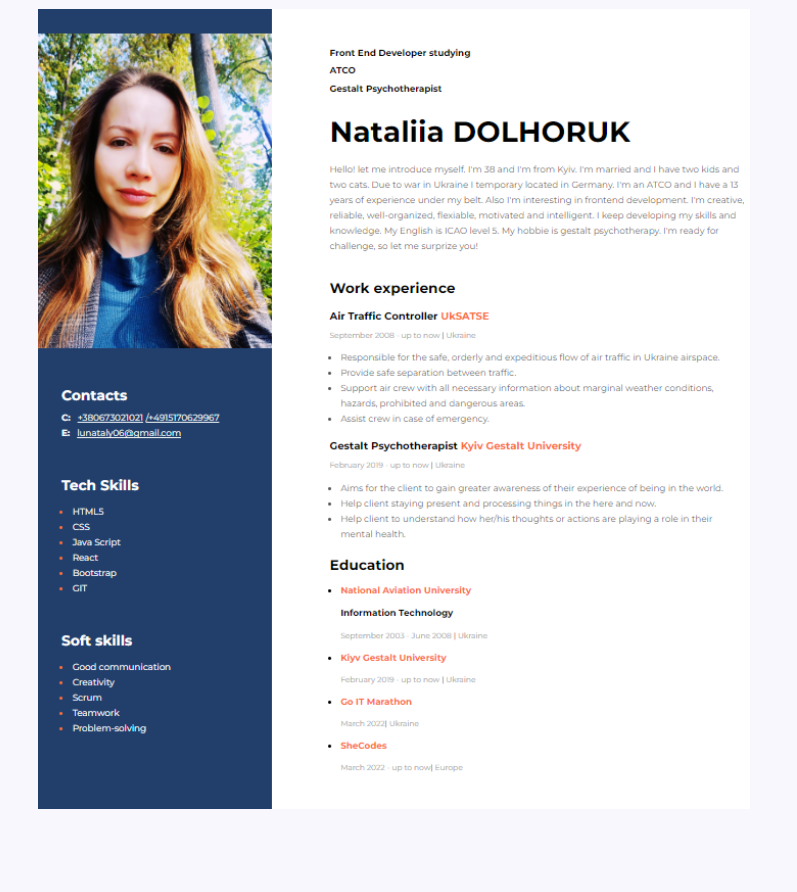 Contacts
C: +380673021021 /+4915170629967
E: lunataly06@gmail.com
Tech Skills
HTML5
CSS
Java Script
React
Bootstrap
GIT
Soft skills
Good communication
Creativity
Scrum
Teamwork
Problem-solving
Front End Developer studying
ATCO
Gestalt Psychotherapist
Nataliia DOLHORUK
Hello! let me introduce myself. I'm 38 and I'm from Kyiv. I'm married and I have two kids and
two cats. Due to war in Ukraine I temporary located in Germany. I'm an ATCO and I have a 13
years of experience under my belt. Also I'm interesting in frontend development. I'm creative,
reliable, well-organized, flexiable, motivated and intelligent. I keep developing my skills and
knowledge. My English is ICAO level 5. My hobbie is gestalt psychotherapy. I'm ready for
challenge, so let me surprize you!
Work experience
Air Traffic Controller UkSATSE
September 2008 - up to now | Ukraine
Responsible for the safe, orderly and expeditious flow of air traffic in Ukraine airspace.
Provide safe separation between traffic.
Support air crew with all necessary information about marginal weather conditions,
hazards, prohibited and dangerous areas.
Assist crew in case of emergency.
Gestalt Psychotherapist Kyiv Gestalt University
February 2019 - up to now | Ukraine
Aims for the client to gain greater awareness of their experience of being in the world.
Help client staying present and processing things in the here and now.
Help client to understand how her/his thoughts or actions are playing a role in their
mental health.
Education
National Aviation University
Information Technology
September 2003 - June 2008 | Ukraine
Kiyv Gestalt University
February 2019 - up to now | Ukraine
Go IT Marathon
March 2022| Ukraine
SheCodes
March 2022 - up to now| Europe